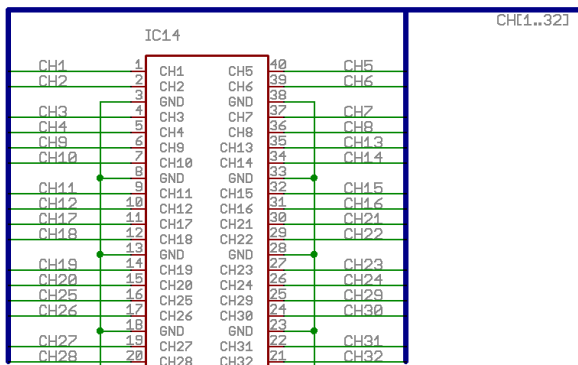 CH[1..32]
IC14
CH1 1 CH1 CH5 40 CH5
CH2 2 CH2 CH6 39 CH6
3 GND GND 38
CH3 4 CH3 CH7 37 CH7
CH4 5 CH4 CH8 36 CH8
CH9 6 CH9 CH13 35 CH13
CH10 7 CH10 CH14 34 CH14
8 GND GND 33
CH11 9 CH11 CH15 32 CH15
CH12 10 CH12 CH16 31 CH16
CH17 11 CH17 CH21 30 CH21
CH18 12 CH18 CH22 29 CH22
13 GND GND 28
CH19 14 CH19 CH23 27 CH23
CH20 15 CH20 CH24 26 CH24
CH25 16 CH25 CH29 25 CH29
CH26 17 CH26 CH30 24 CH30
18 GND GND 23
CH27 19 CH27 CH31 22 CH31
CH28 20 CH28 CH32 21 CH32